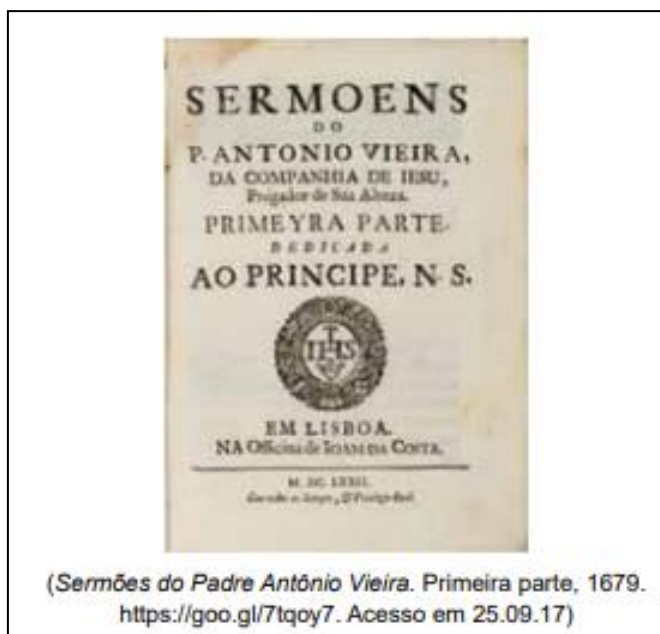 SERMOENS
DO
P. ANTONIO VIEIRA,
DA COMPANHIA DE IESU,
Prègador de Sua Alteza.
PRIMEYRA PARTE.
DEDICADA
AO PRINCIPE, N. S.
IHS
EM LISBOA.
NA Officina de IOAM DA COSTA.
M. DC. LXXIX.
(Sermões do Padre Antônio Vieira. Primeira parte, 1679.
https://goo.gl/7tqoy7. Acesso em 25.09.17)